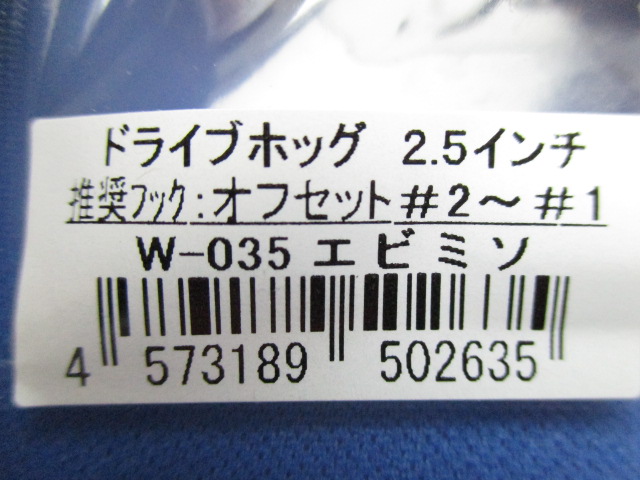 ドライブホッグ 2.5インチ
推奨フック:オフセット#2~#1
W-035 エビミソ
4 573189 502635